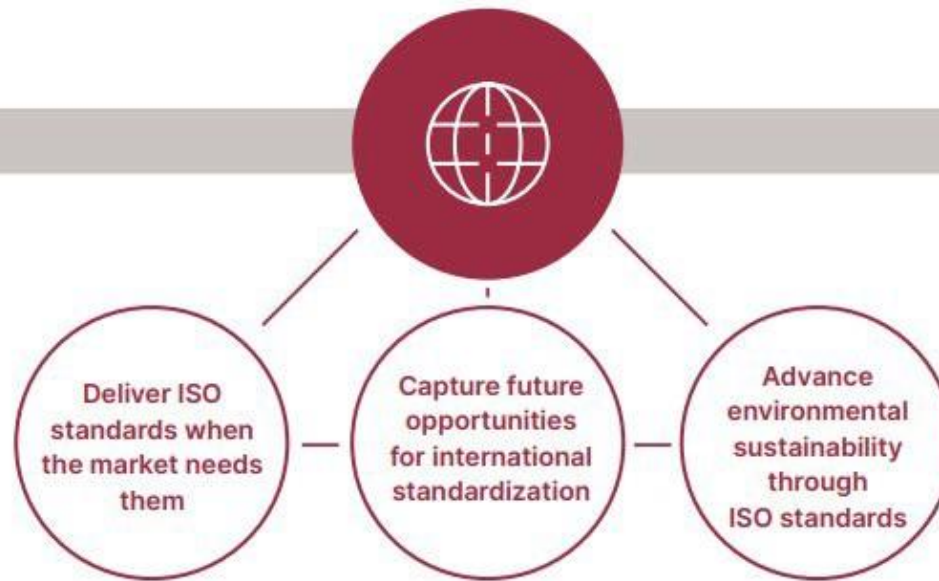 Deliver ISO
standards when
the market needs
them
Capture future
opportunities
for international
standardization
Advance
environmental
sustainability
through
ISO standards